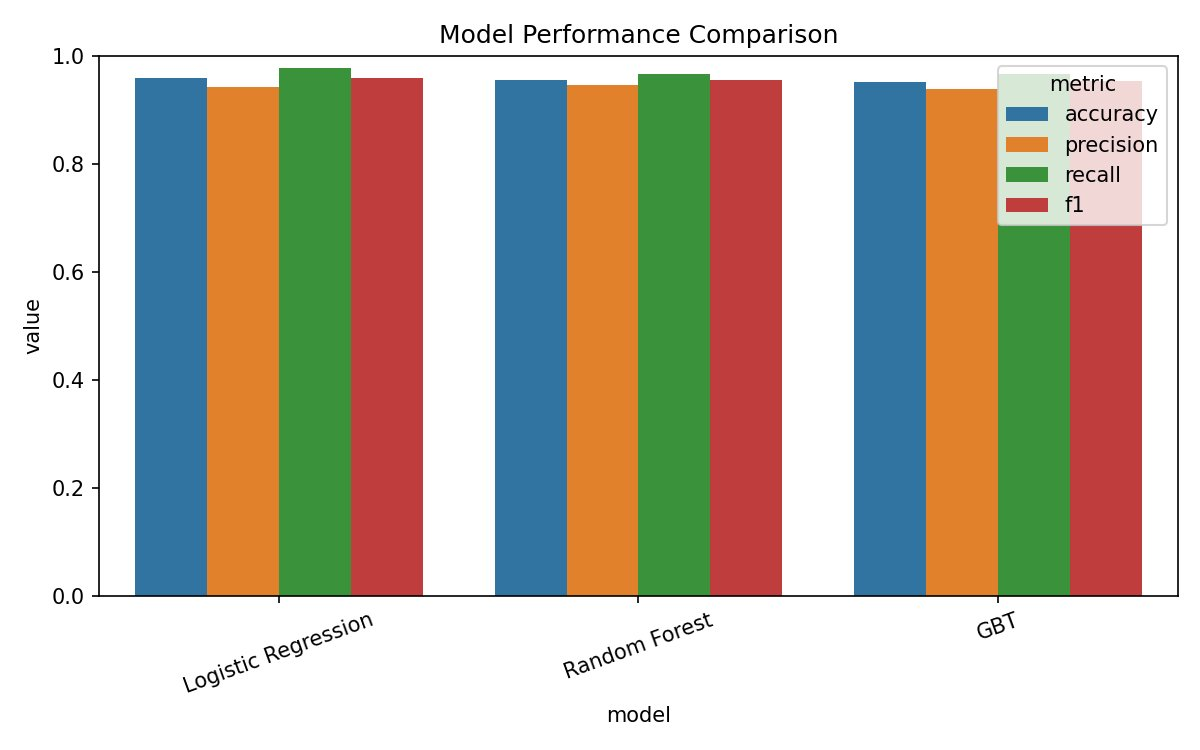 Model Performance Comparison
1.0
0.8
0.6
0.4
0.2
0.0
value
metric
accuracy
precision
recall
f1
Logistic Regression
Random Forest
GBT
model